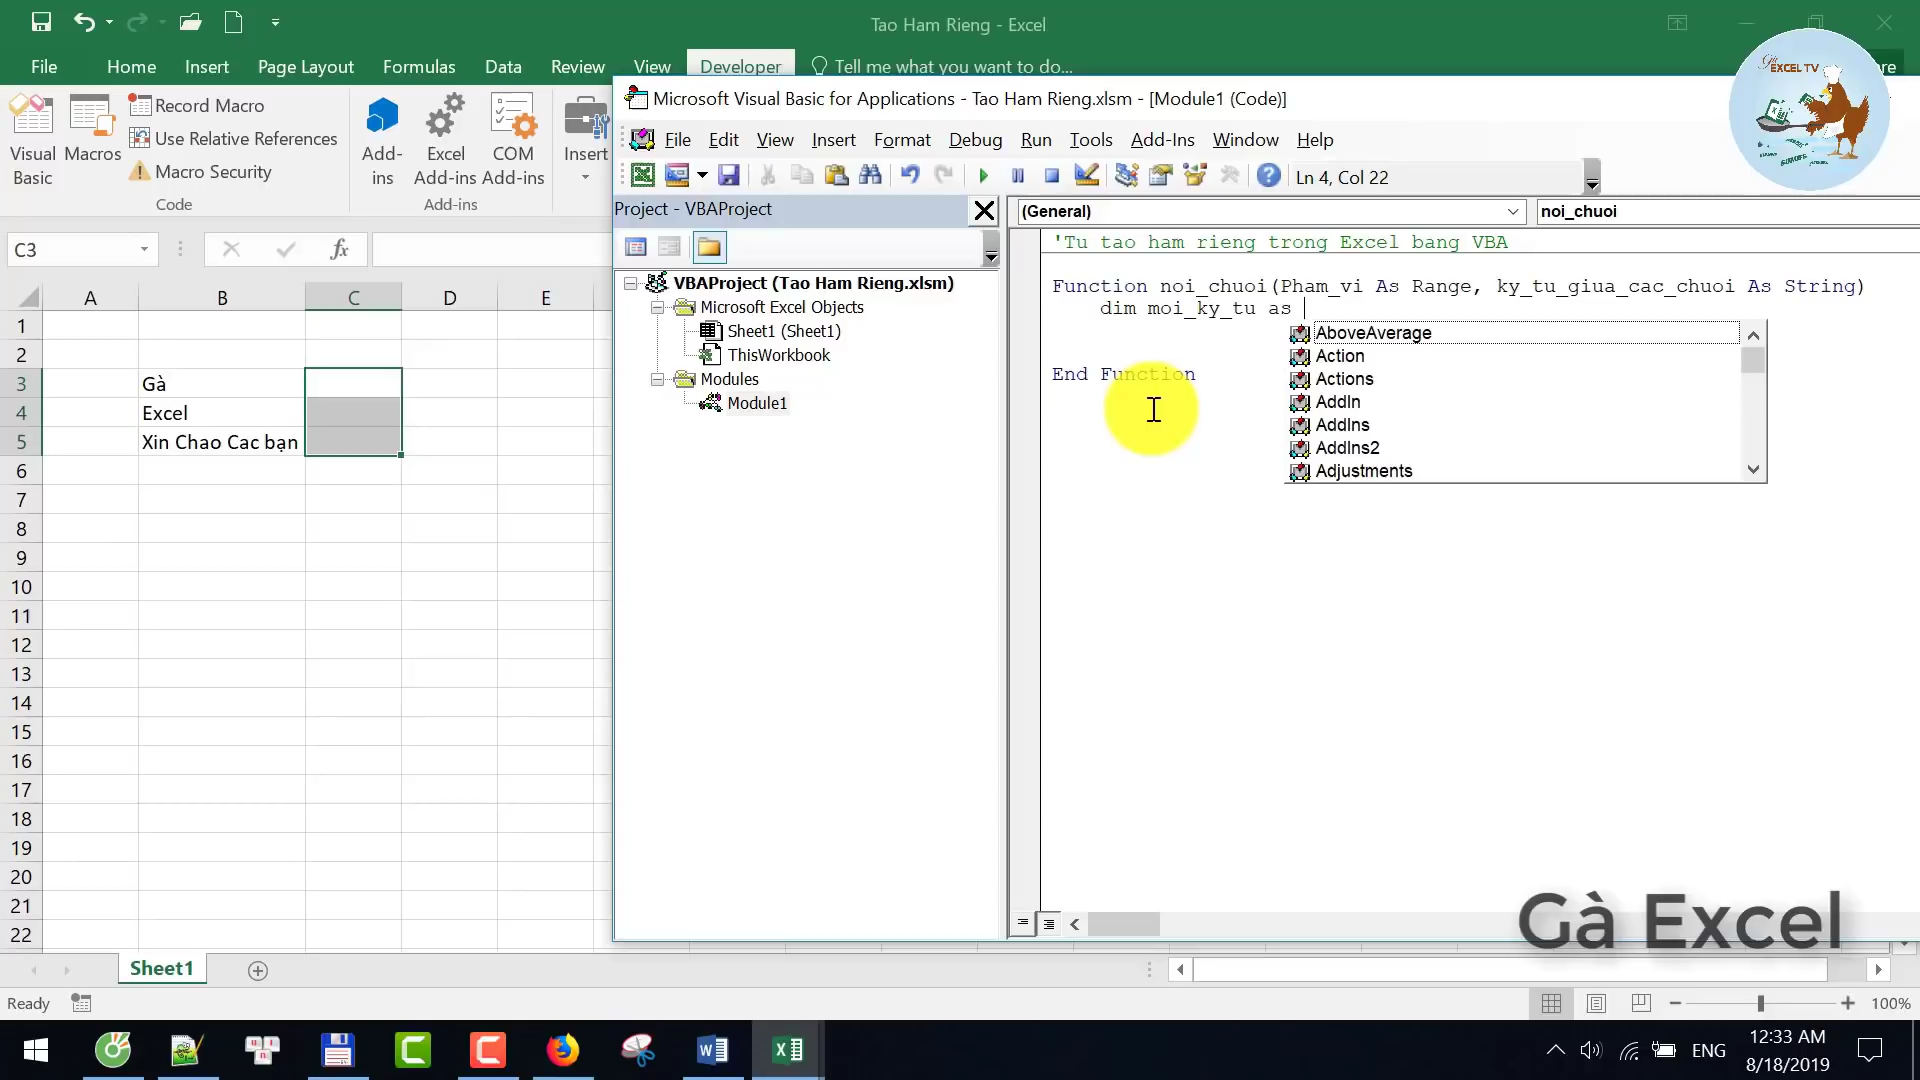 Tao Ham Rieng - Excel
File Home Insert Page Layout Formulas Data Review View Developer Tell me what you want to do...
EXCEL TV
Visual Basic
Macros
Record Macro
Use Relative References
Macro Security
Code
Add-ins
Excel Add-ins
COM Add-ins
Add-ins
Insert
Microsoft Visual Basic for Applications - Tao Ham Rieng.xlsm - [Module1 (Code)]
File Edit View Insert Format Debug Run Tools Add-Ins Window Help
Ln 4, Col 22
Project - VBAProject
(General)
noi_chuoi
VBAProject (Tao Ham Rieng.xlsm)
Microsoft Excel Objects
Sheet1 (Sheet1)
ThisWorkbook
Modules
Module1
'Tu tao ham rieng trong Excel bang VBA
Function noi_chuoi(Pham_vi As Range, ky_tu_giua_cac_chuoi As String)
dim moi_ky_tu as
End Function
AboveAverage
Action
Actions
AddIn
AddIns
AddIns2
Adjustments
C3
fx
A B C D E
1
2
3 Gà
4 Excel
5 Xin Chao Cac bạn
6
7
8
9
10
11
12
13
14
15
16
17
18
19
20
21
22
Gà Excel
Sheet1
Ready
100%
ENG
12:33 AM
8/18/2019